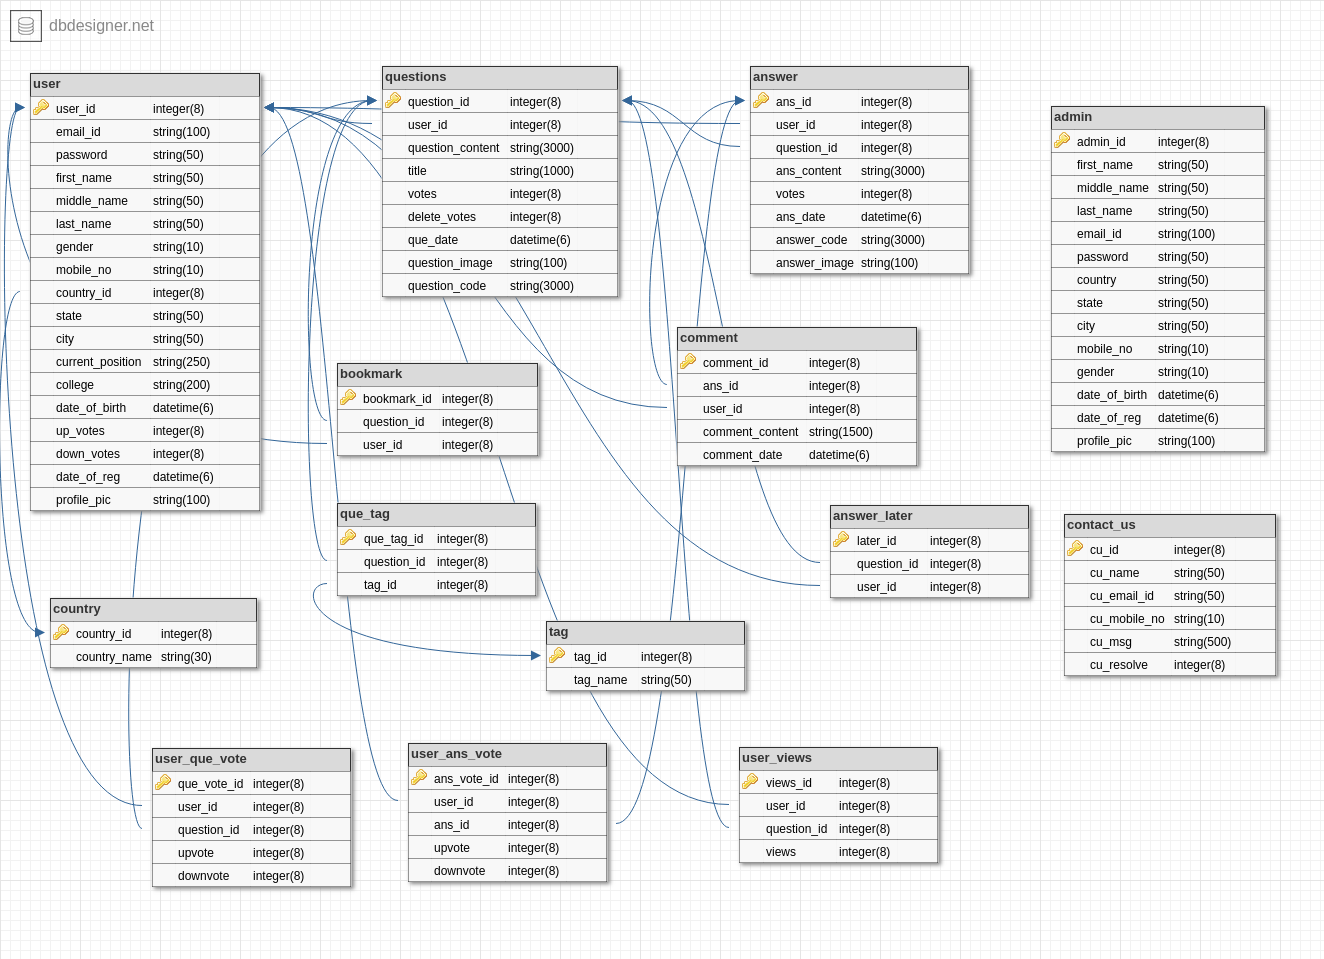 dbdesigner.net
user
user_id integer(8)
email_id string(100)
password string(50)
first_name string(50)
middle_name string(50)
last_name string(50)
gender string(10)
mobile_no string(10)
country_id integer(8)
state string(50)
city string(50)
current_position string(250)
college string(200)
date_of_birth datetime(6)
up_votes integer(8)
down_votes integer(8)
date_of_reg datetime(6)
profile_pic string(100)
questions
question_id integer(8)
user_id integer(8)
question_content string(3000)
title string(1000)
votes integer(8)
delete_votes integer(8)
que_date datetime(6)
question_image string(100)
question_code string(3000)
answer
ans_id integer(8)
user_id integer(8)
question_id integer(8)
ans_content string(3000)
votes integer(8)
ans_date datetime(6)
answer_code string(3000)
answer_image string(100)
admin
admin_id integer(8)
first_name string(50)
middle_name string(50)
last_name string(50)
email_id string(100)
password string(50)
country string(50)
state string(50)
city string(50)
mobile_no string(10)
gender string(10)
date_of_birth datetime(6)
date_of_reg datetime(6)
profile_pic string(100)
comment
comment_id integer(8)
ans_id integer(8)
user_id integer(8)
comment_content string(1500)
comment_date datetime(6)
bookmark
bookmark_id integer(8)
question_id integer(8)
user_id integer(8)
que_tag
que_tag_id integer(8)
question_id integer(8)
tag_id integer(8)
answer_later
later_id integer(8)
question_id integer(8)
user_id integer(8)
contact_us
cu_id integer(8)
cu_name string(50)
cu_email_id string(50)
cu_mobile_no string(10)
cu_msg string(500)
cu_resolve integer(8)
country
country_id integer(8)
country_name string(30)
tag
tag_id integer(8)
tag_name string(50)
user_que_vote
que_vote_id integer(8)
user_id integer(8)
question_id integer(8)
upvote integer(8)
downvote integer(8)
user_ans_vote
ans_vote_id integer(8)
user_id integer(8)
ans_id integer(8)
upvote integer(8)
downvote integer(8)
user_views
views_id integer(8)
user_id integer(8)
question_id integer(8)
views integer(8)